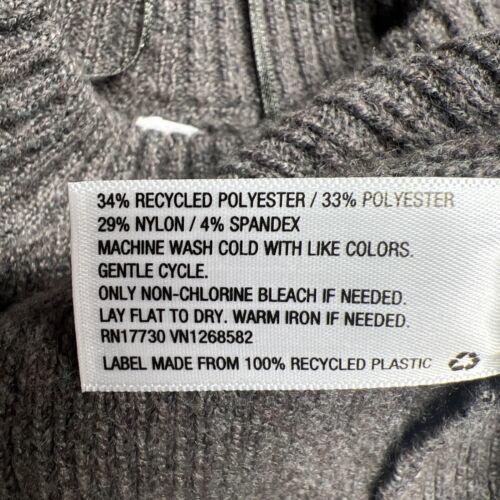 34% RECYCLED POLYESTER / 33% POLYESTER
29% NYLON / 4% SPANDEX
MACHINE WASH COLD WITH LIKE COLORS.
GENTLE CYCLE.
ONLY NON-CHLORINE BLEACH IF NEEDED.
LAY FLAT TO DRY. WARM IRON IF NEEDED.
RN17730 VN1268582
LABEL MADE FROM 100% RECYCLED PLASTIC